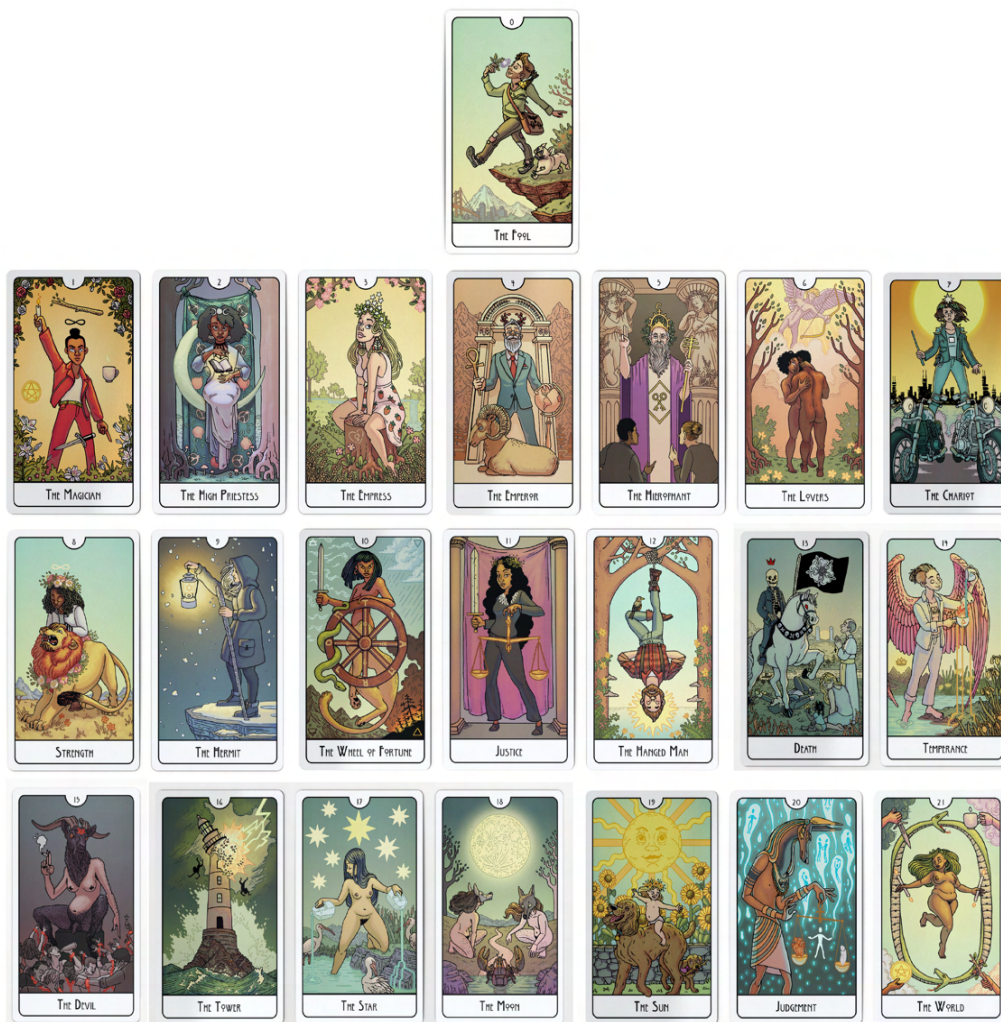 0
The Fool
1
The Magician
2
The High Priestess
3
The Empress
4
The Emperor
5
The Hierophant
6
The Lovers
7
The Chariot
8
Strength
9
The Hermit
10
The Wheel of Fortune
11
Justice
12
The Hanged Man
13
Death
14
Temperance
15
The Devil
16
The Tower
17
The Star
18
The Moon
19
The Sun
20
Judgement
21
The World